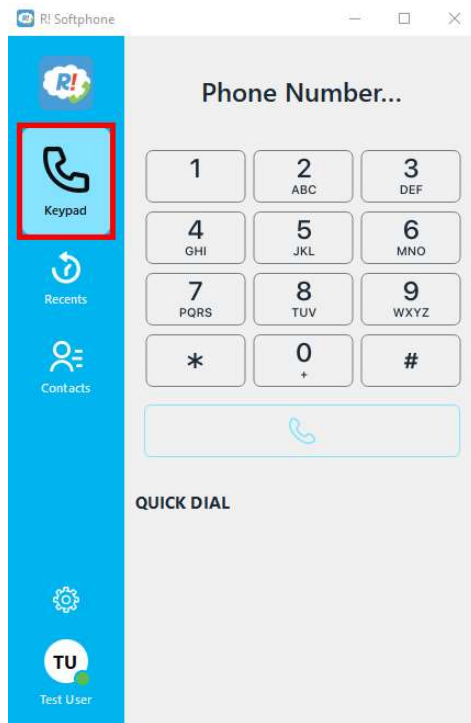 R! Softphone
R!
Phone Number...
Keypad
1
2
ABC
3
DEF
4
GHI
5
JKL
6
MNO
7
PQRS
8
TUV
9
WXYZ
*
0
+
#
Recents
Contacts
QUICK DIAL
TU
Test User